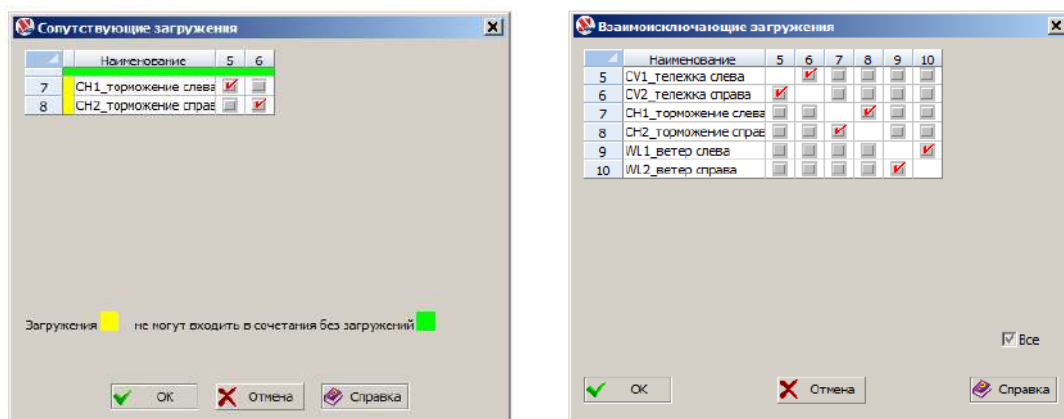 Сопутствующие загружения
Наименование 5 6
7 CH1_торможение слева
8 CH2_торможение справ
Загружения не могут входить в сочетания без загружений
OK Отмена Справка
Взаимоисключающие загружения
Наименование 5 6 7 8 9 10
5 CV1_тележка слева
6 CV2_тележка справа
7 CH1_торможение слева
8 CH2_торможение справ
9 WL1_ветер слева
10 WL2_ветер справа
Все
OK Отмена Справка